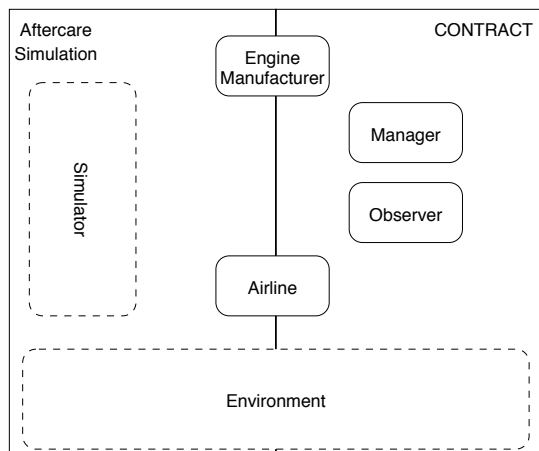 Aftercare
Simulation
CONTRACT
Engine
Manufacturer
Manager
Simulator
Observer
Airline
Environment